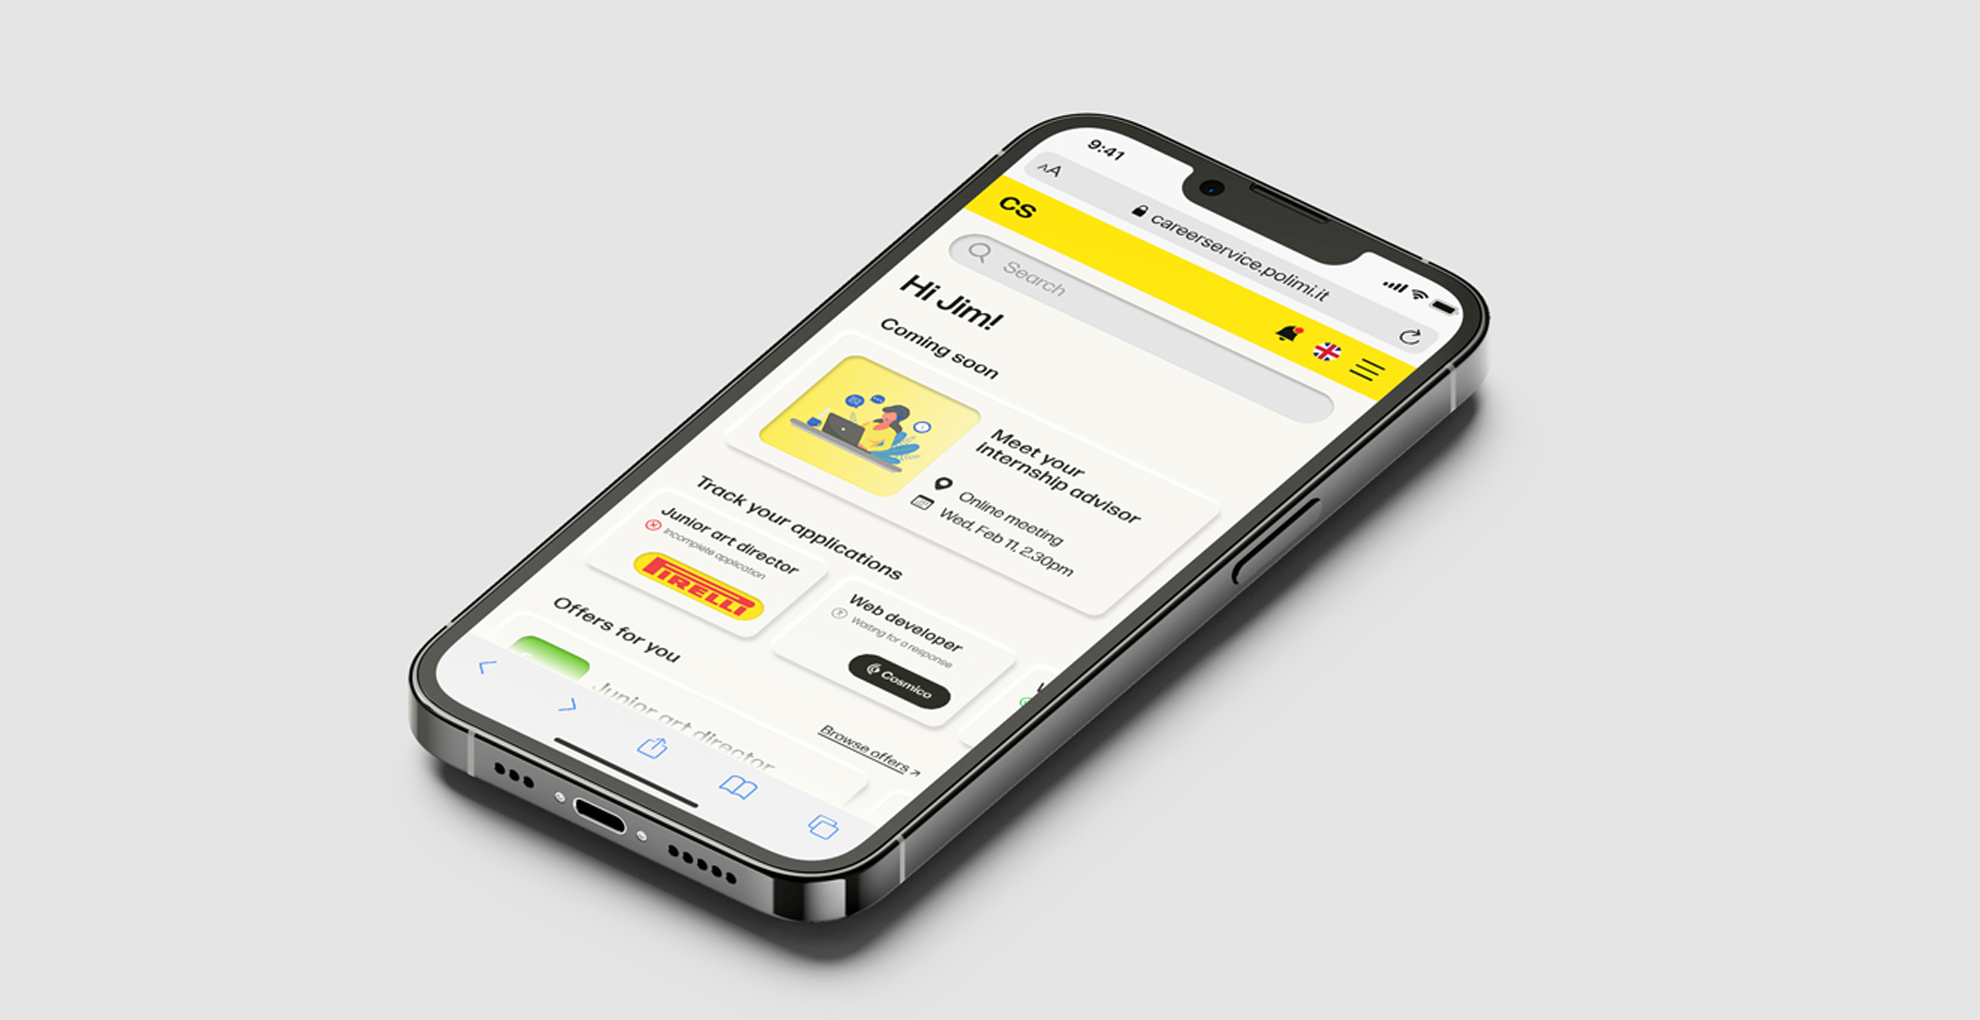 9:41
AA
careerservice.polimi.it
CS
Search
Hi Jim!
Coming soon
Meet your
internship advisor
Online meeting
Wed, Feb 11, 2.30pm
Track your applications
Junior art director
Incomplete application
PIRELLI
Web developer
Waiting for a response
Cosmico
Offers for you
Browse offers
Junior art director